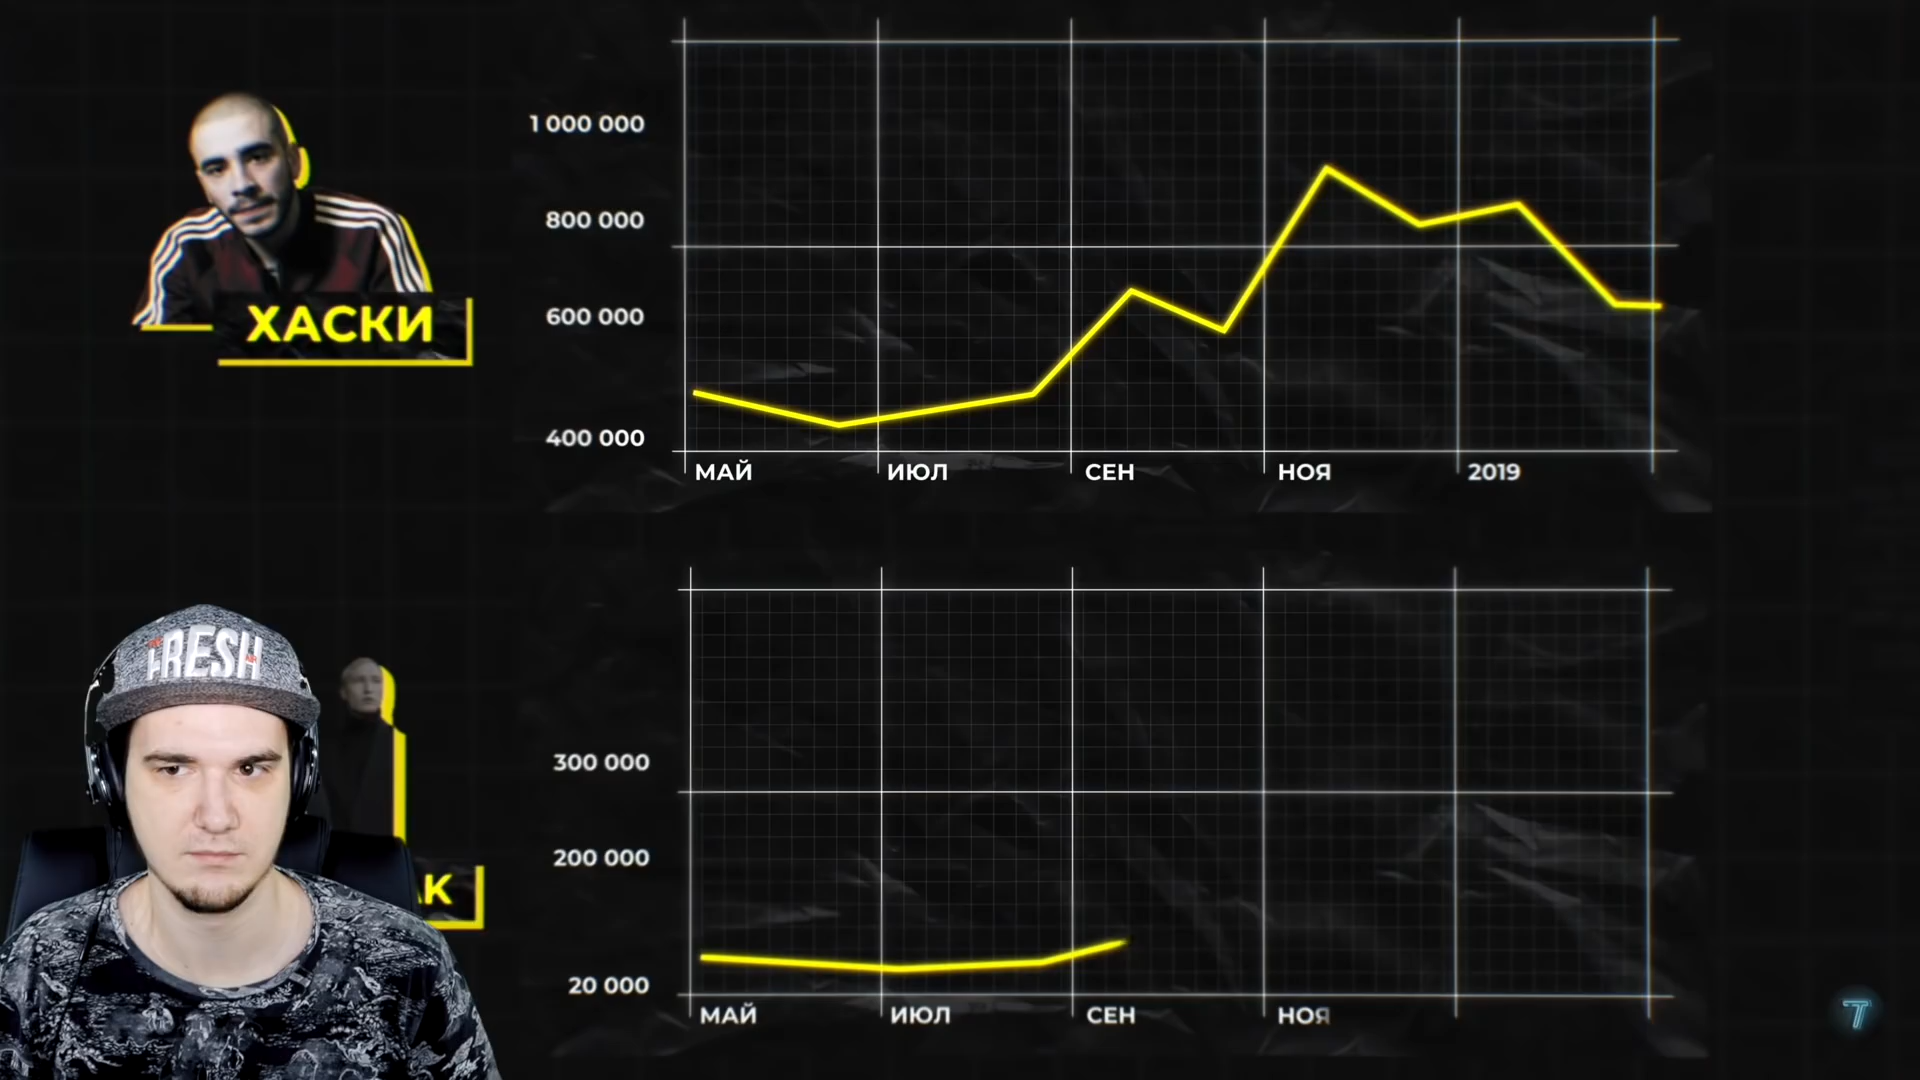 1 000 000
800 000
600 000
400 000
МАЙ ИЮЛ СЕН НОЯ 2019
ХАСКИ
300 000
200 000
20 000
МАЙ ИЮЛ СЕН НОЯ
FRESH
T